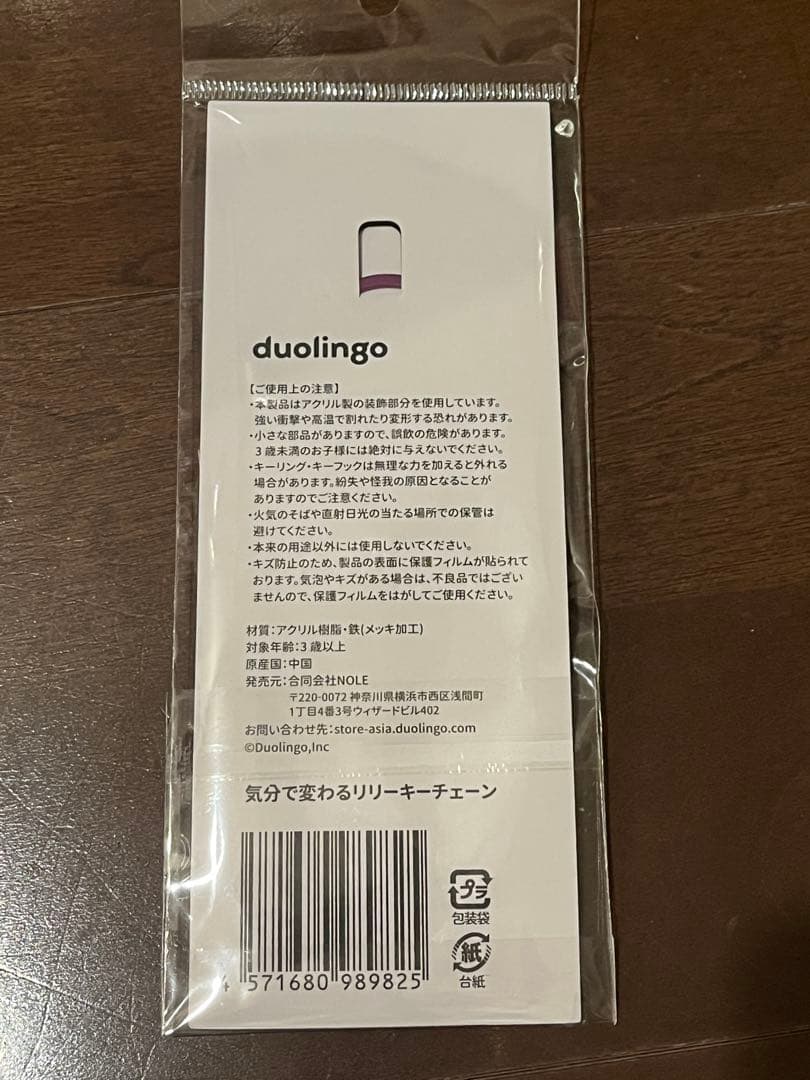 duolingo
【ご使用上の注意】
・本製品はアクリル製の装飾部分を使用しています。
強い衝撃や高温で割れたり変形する恐れがあります。
・小さな部品がありますので、誤飲の危険があります。
3歳未満のお子様には絶対に与えないでください。
・キーリング・キーフックは無理な力を加えると外れる
場合があります。紛失や怪我の原因となることが
ありますのでご注意ください。
・火気のそばや直射日光の当たる場所での保管は
避けてください。
・本来の用途以外には使用しないでください。
・キズ防止のため、製品の表面に保護フィルムが貼られて
おります。気泡やキズがある場合は、不良品ではござい
ませんので、保護フィルムをはがしてご使用ください。
材質：アクリル樹脂・鉄(メッキ加工)
対象年齢：3歳以上
原産国：中国
発売元：合同会社NOLE
〒220-0072 神奈川県横浜市西区浅間町
1丁目4番3号ウィザードビル402
お問い合わせ先：store-asia.duolingo.com
©Duolingo,Inc
気分で変わるリリーキーチェーン
4 571680 989825
プラ
包装袋
紙
台紙